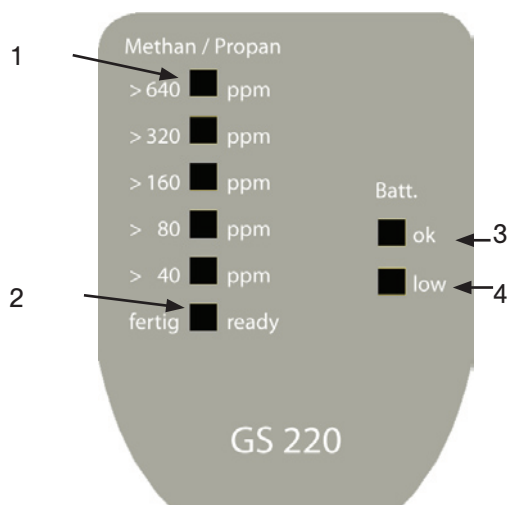 Methan / Propan
1
> 640 ppm
> 320 ppm
> 160 ppm
Batt.
> 80 ppm
ok
3
> 40 ppm
low
4
2
fertig ready
GS 220